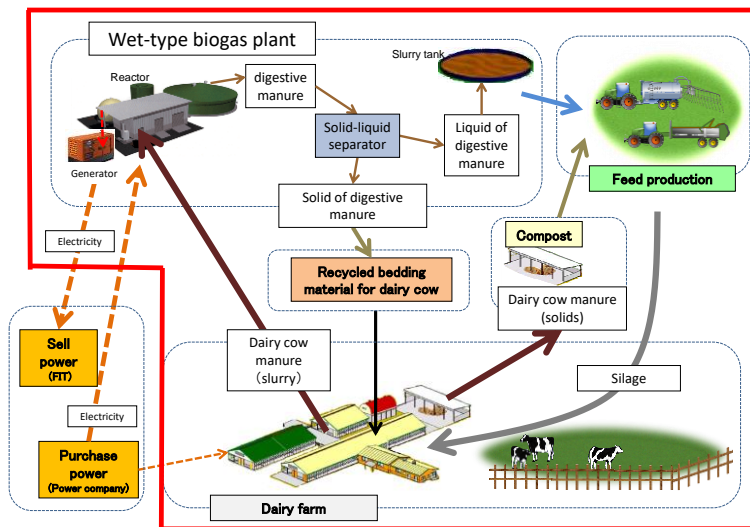 Wet-type biogas plant
Reactor
digestive
manure
Slurry tank
Solid-liquid
separator
Liquid of
digestive
manure
Generator
Solid of digestive
manure
Feed production
Electricity
Compost
Recycled bedding
material for dairy cow
Dairy cow manure
(solids)
Sell
power
(FIT)
Dairy cow
manure
(slurry)
Silage
Electricity
Purchase
power
(Power company)
Dairy farm